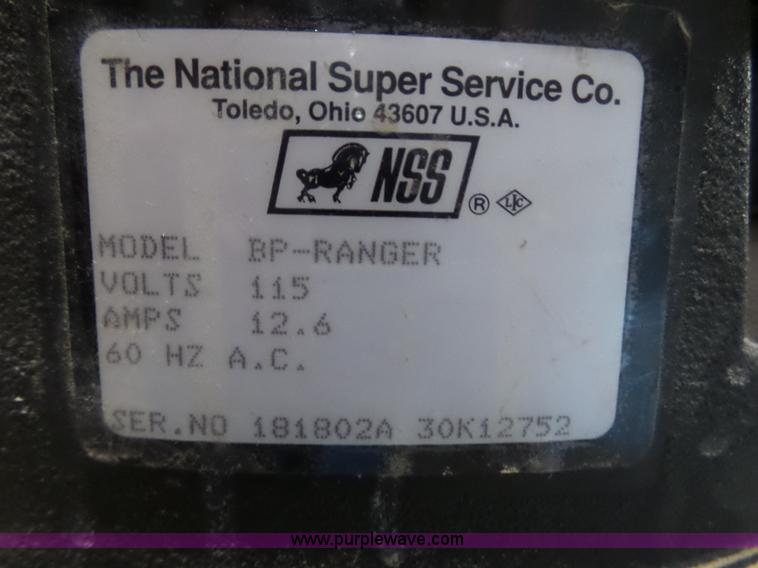 The National Super Service Co.
Toledo, Ohio 43607 U.S.A.
NSS ®
MODEL BP-RANGER
VOLTS 115
AMPS 12.6
60 HZ A.C.
SER.NO 181802A 30K12752
www.purplewave.com